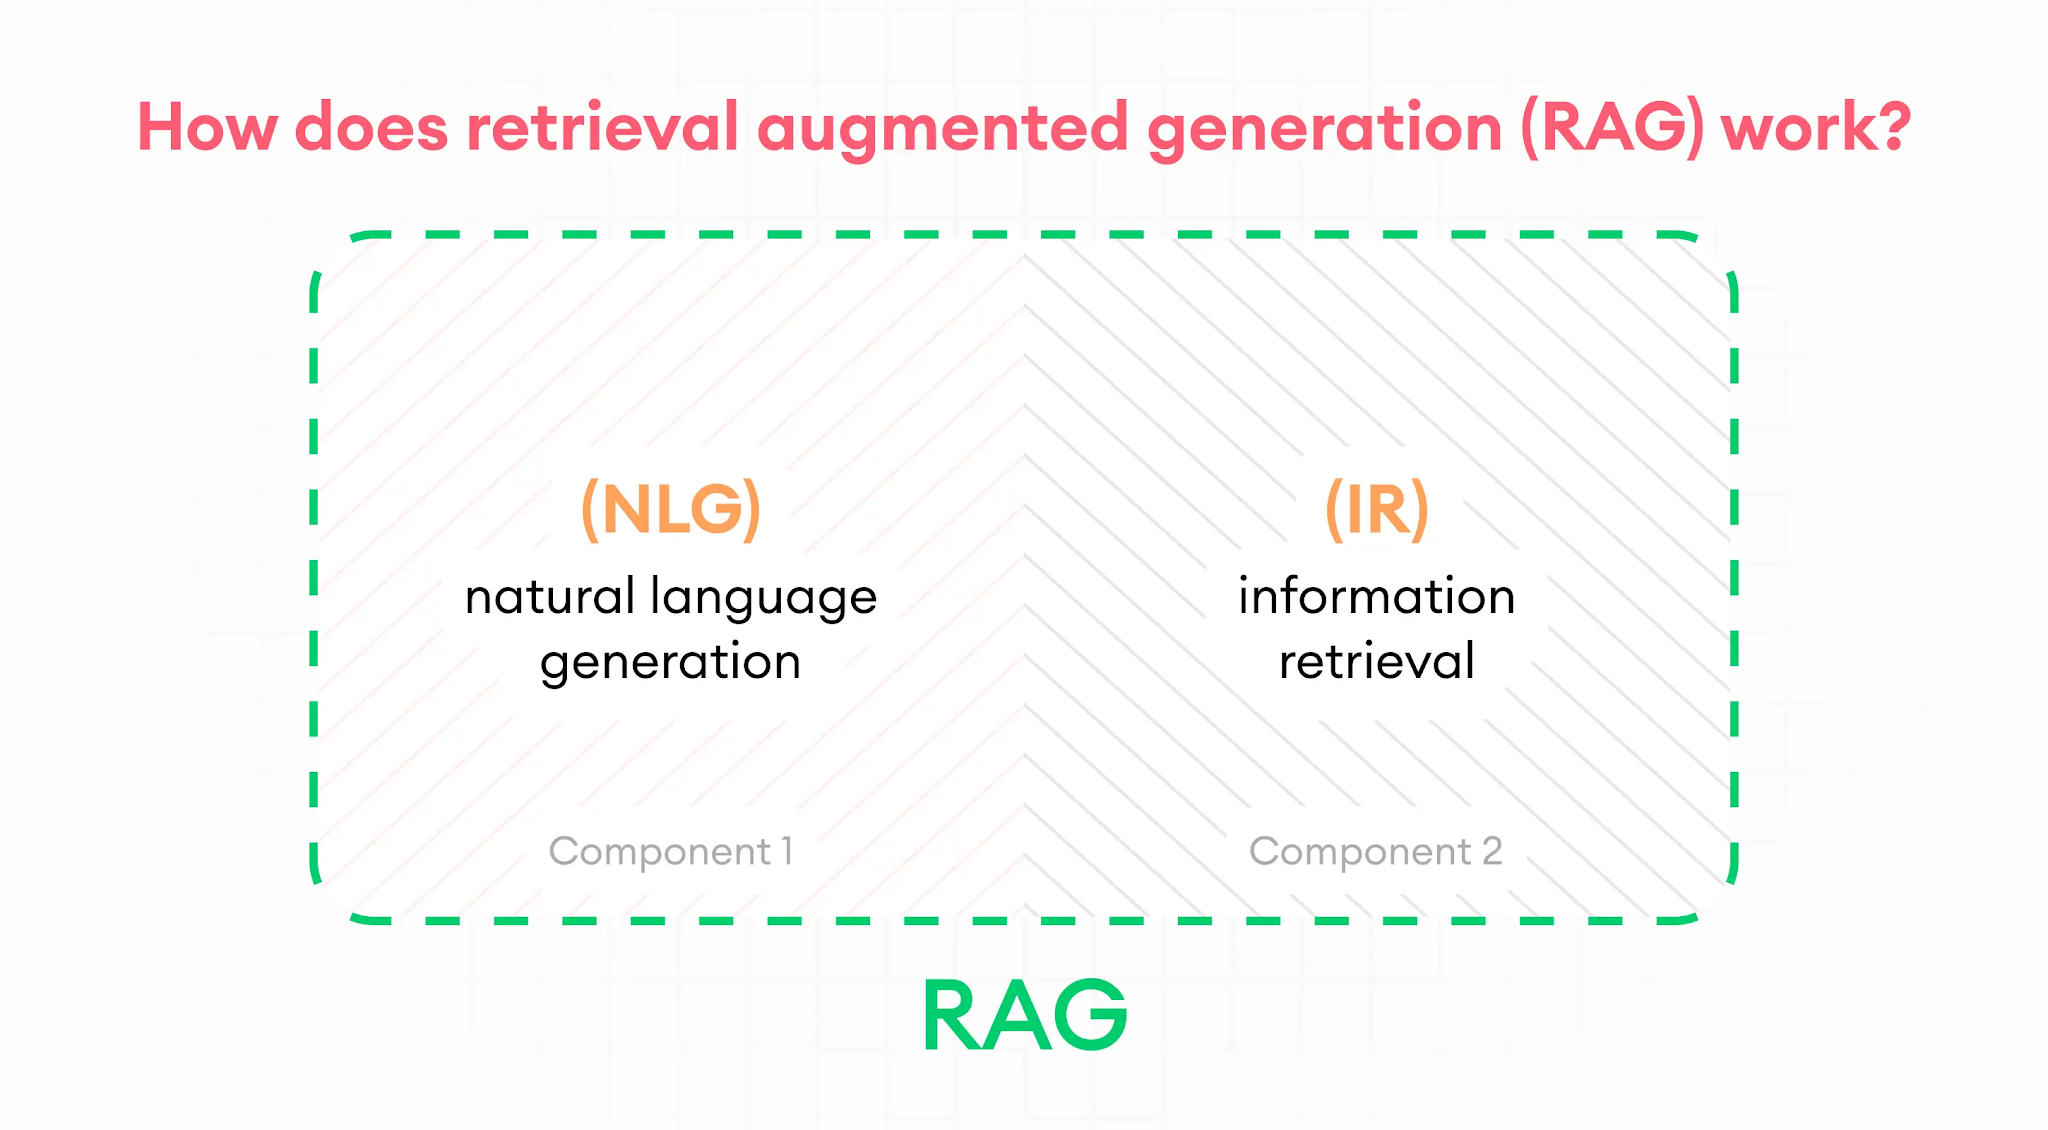 How does retrieval augmented generation (RAG) work?
(NLG)
natural language
generation
Component 1
(IR)
information
retrieval
Component 2
RAG